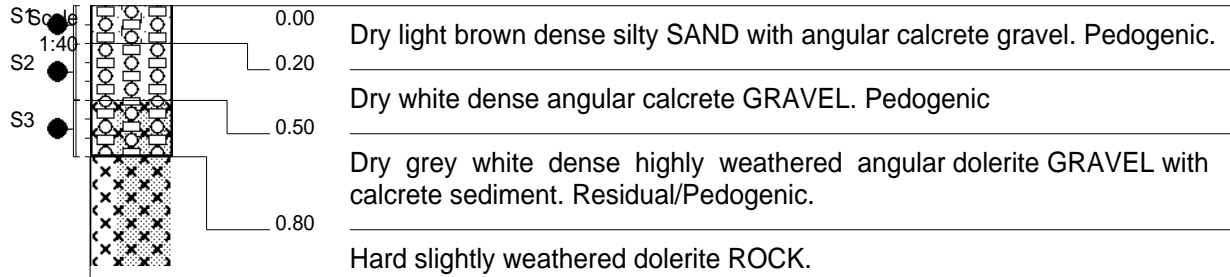 S1 Scale
1:40
S2
S3
0.00
Dry light brown dense silty SAND with angular calcrete gravel. Pedogenic.
0.20
Dry white dense angular calcrete GRAVEL. Pedogenic
0.50
Dry grey white dense highly weathered angular dolerite GRAVEL with
calcrete sediment. Residual/Pedogenic.
0.80
Hard slightly weathered dolerite ROCK.